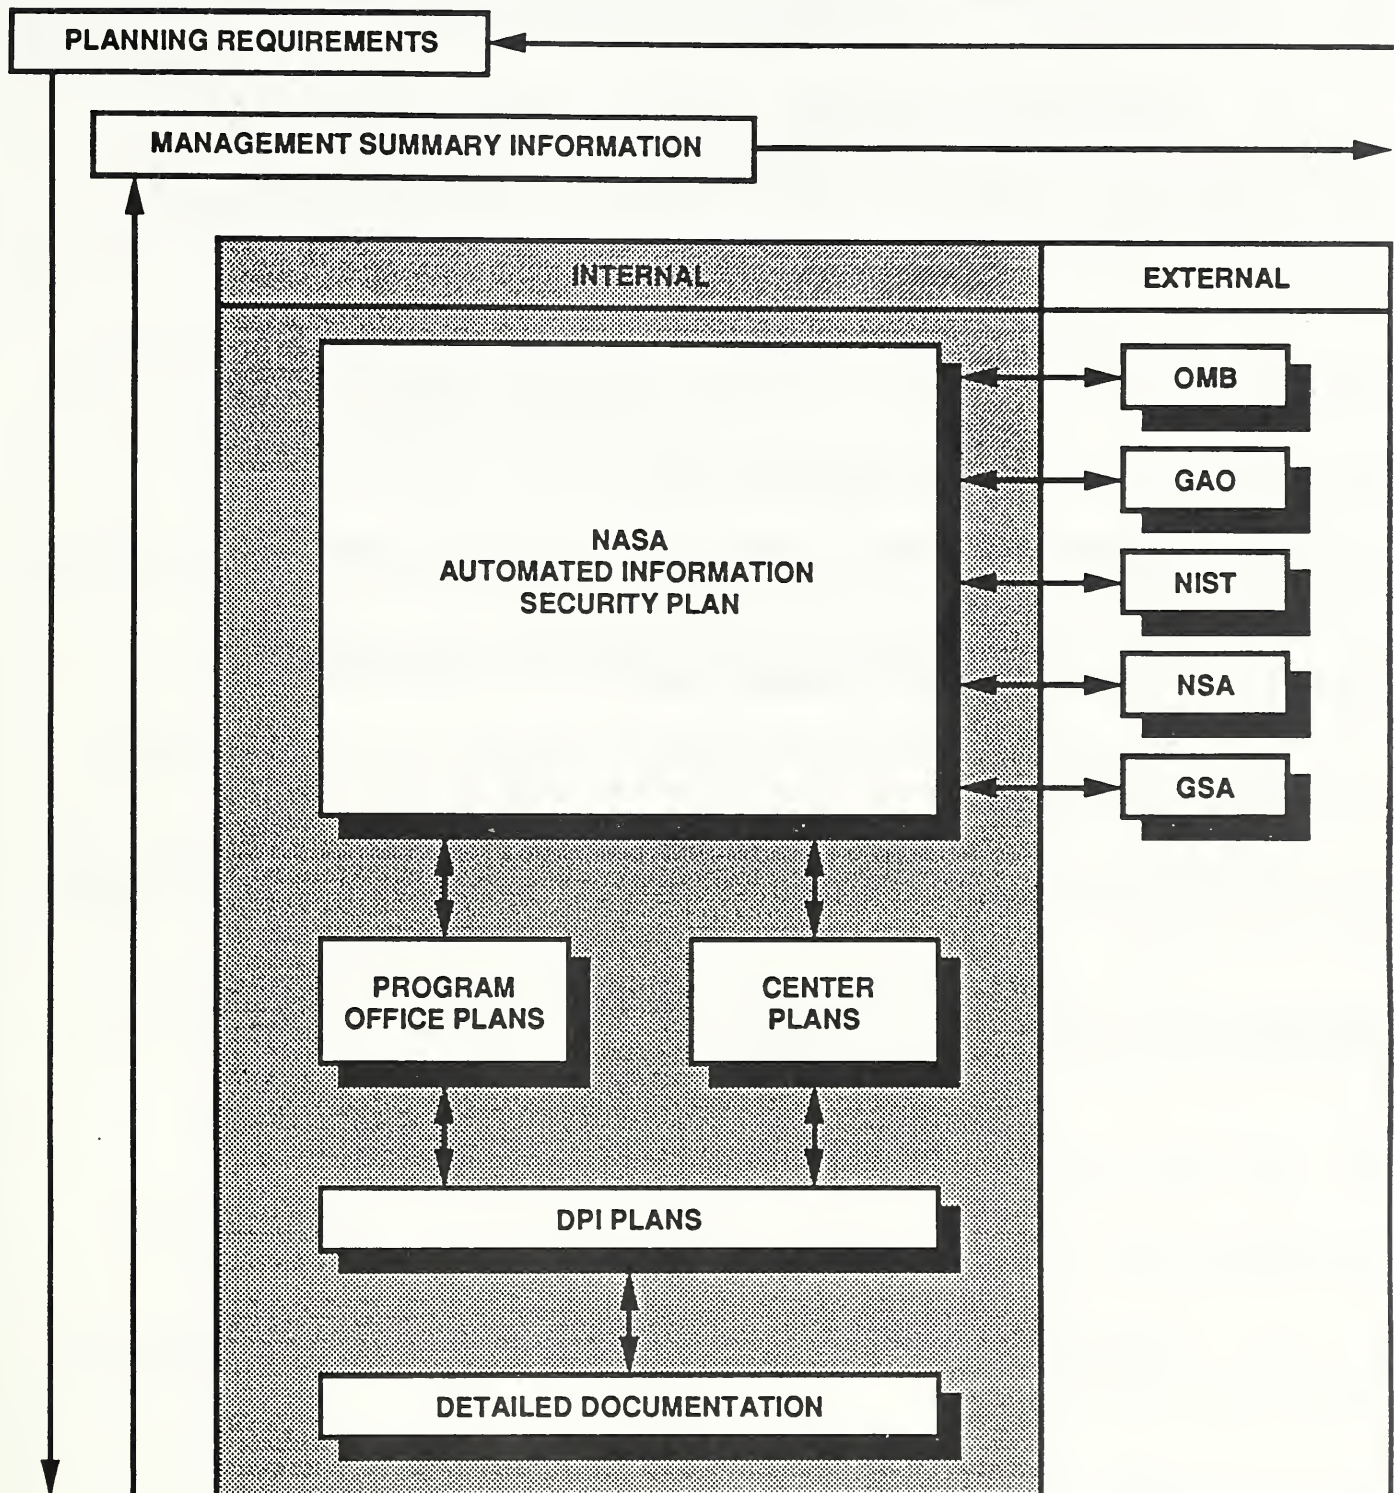 PLANNING REQUIREMENTS
MANAGEMENT SUMMARY INFORMATION
INTERNAL
EXTERNAL
NASA
AUTOMATED INFORMATION
SECURITY PLAN
OMB
GAO
NIST
NSA
GSA
PROGRAM
OFFICE PLANS
CENTER
PLANS
DPI PLANS
DETAILED DOCUMENTATION